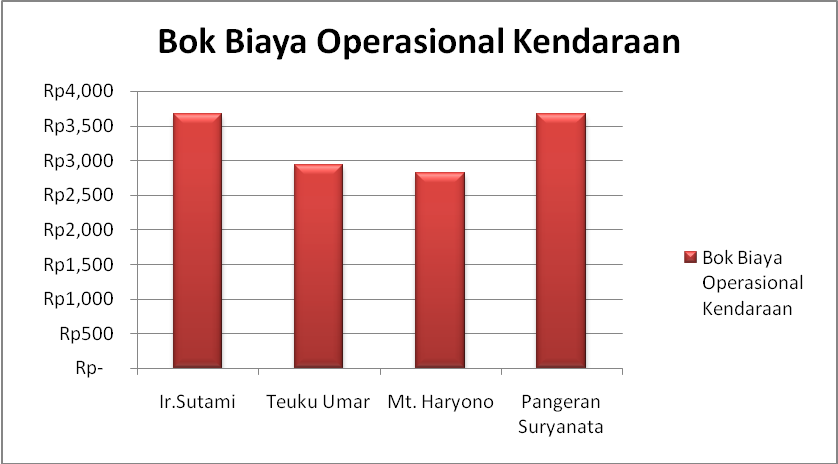 Bok Biaya Operasional Kendaraan
Rp4,000
Rp3,500
Rp3,000
Rp2,500
Rp2,000
Rp1,500
Rp1,000
Rp500
Rp-
Ir.Sutami
Teuku Umar
Mt. Haryono
Pangeran
Suryanata
Bok Biaya
Operasional
Kendaraan